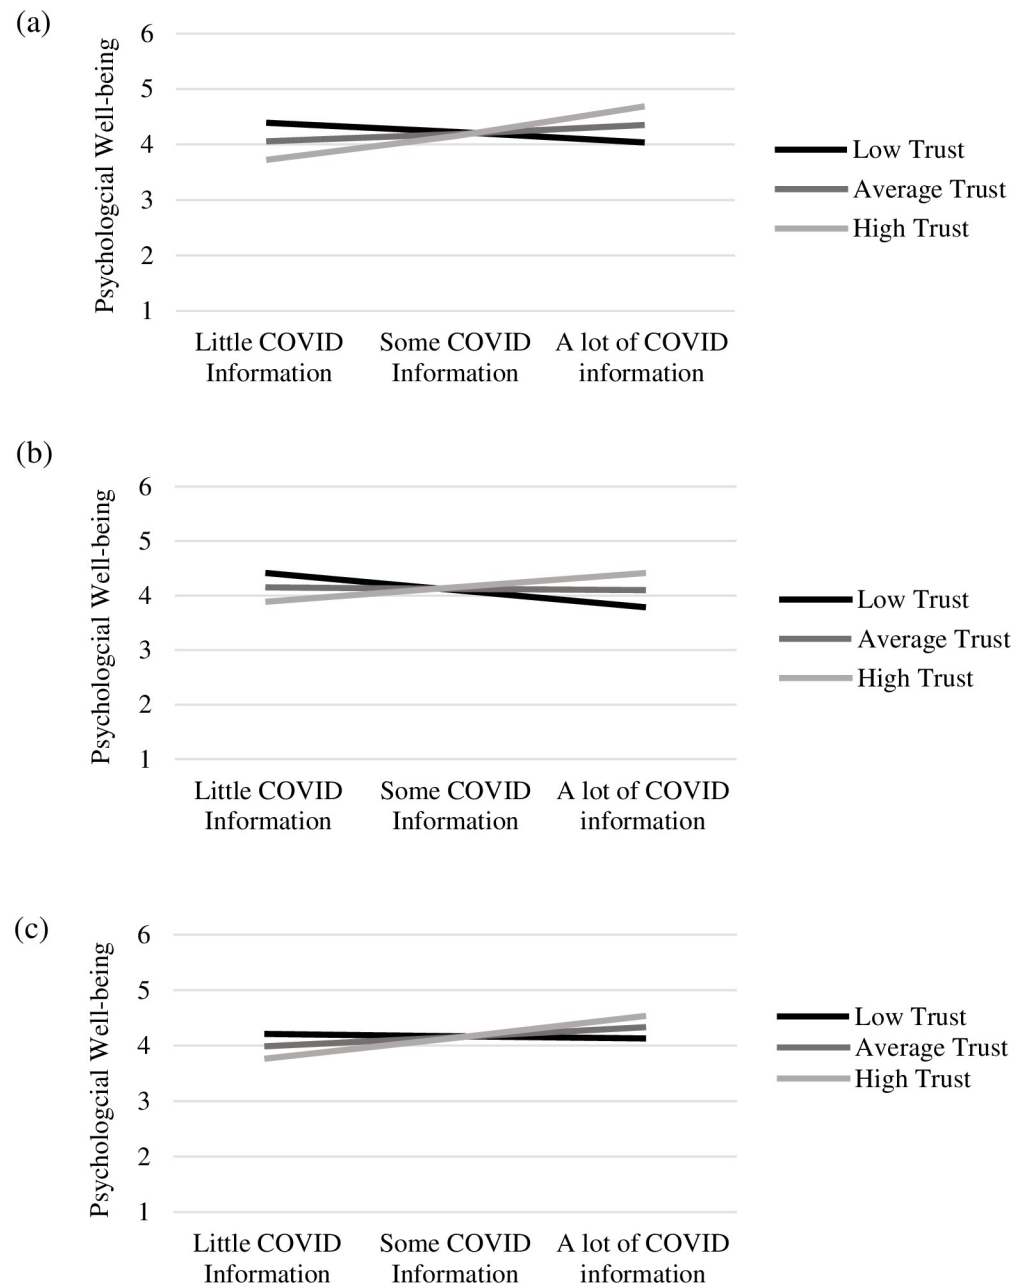 (a)
Psychologcial Well-being
6
5
4
3
2
1
Little COVID Information
Some COVID Information
A lot of COVID information
Low Trust
Average Trust
High Trust
(b)
Psychologcial Well-being
6
5
4
3
2
1
Little COVID Information
Some COVID Information
A lot of COVID information
Low Trust
Average Trust
High Trust
(c)
Psychologcial Well-being
6
5
4
3
2
1
Little COVID Information
Some COVID Information
A lot of COVID information
Low Trust
Average Trust
High Trust